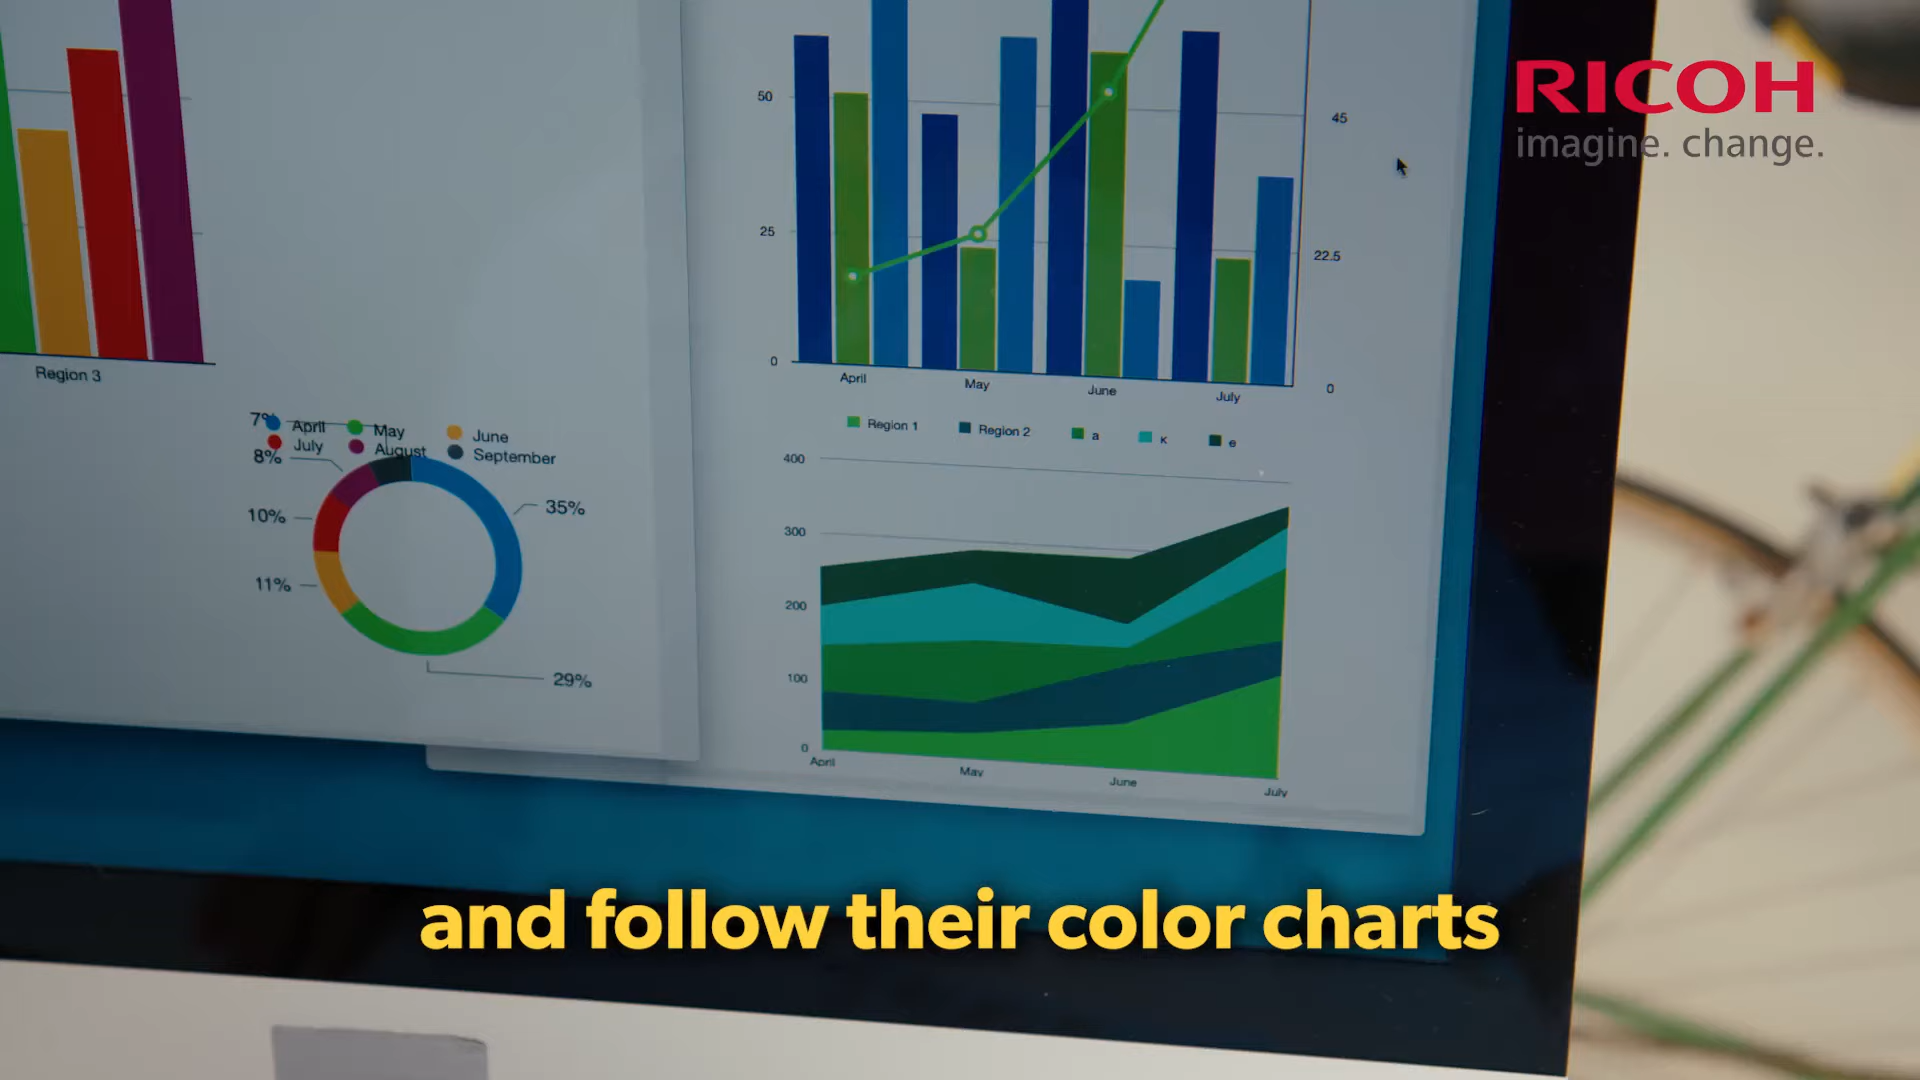 RICOH
imagine. change.
50
25
0
45
22.5
0
April
May
June
July
Region 1
Region 2
a
K
e
Region 3
7%
April
May
June
July
August
September
8%
10%
11%
35%
29%
400
300
200
100
0
April
May
June
July
and follow their color charts